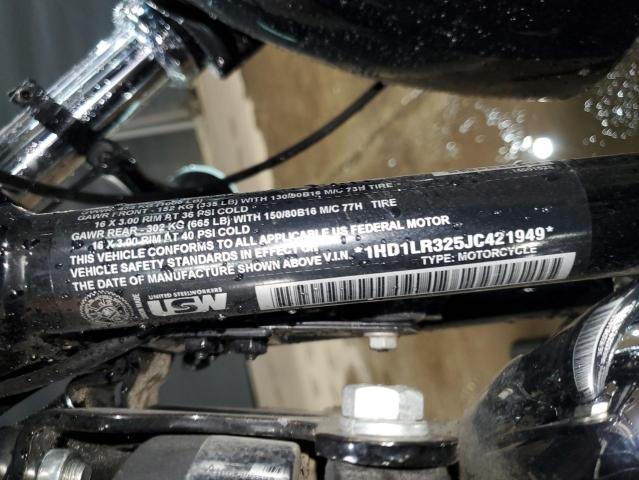 GAWR FRONT-152 KG (335 LB) WITH 130/80B16 M/C 73H TIRE
16 X 3.00 RIM AT 36 PSI COLD
GAWR REAR-302 KG (665 LB) WITH 150/80B16 M/C 77H TIRE
16 X 3.00 RIM AT 40 PSI COLD
THIS VEHICLE CONFORMS TO ALL APPLICABLE US FEDERAL MOTOR
VEHICLE SAFETY STANDARDS IN EFFECT ON
THE DATE OF MANUFACTURE SHOWN ABOVE V.I.N.
*1HD1LR325JC421949*
TYPE: MOTORCYCLE
UNITED STEELWORKERS
USW